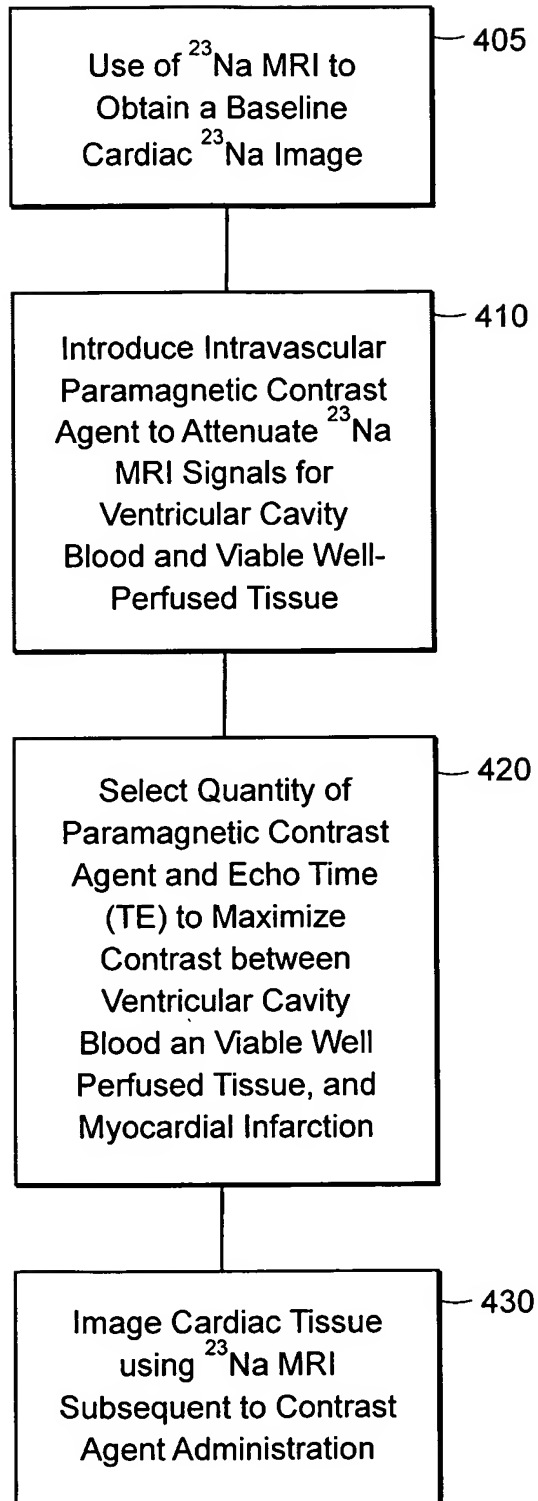 405
Use of ²³Na MRI to
Obtain a Baseline
Cardiac ²³Na Image
410
Introduce Intravascular
Paramagnetic Contrast
Agent to Attenuate ²³Na
MRI Signals for
Ventricular Cavity
Blood and Viable Well-
Perfused Tissue
420
Select Quantity of
Paramagnetic Contrast
Agent and Echo Time
(TE) to Maximize
Contrast between
Ventricular Cavity
Blood an Viable Well
Perfused Tissue, and
Myocardial Infarction
430
Image Cardiac Tissue
using ²³Na MRI
Subsequent to Contrast
Agent Administration